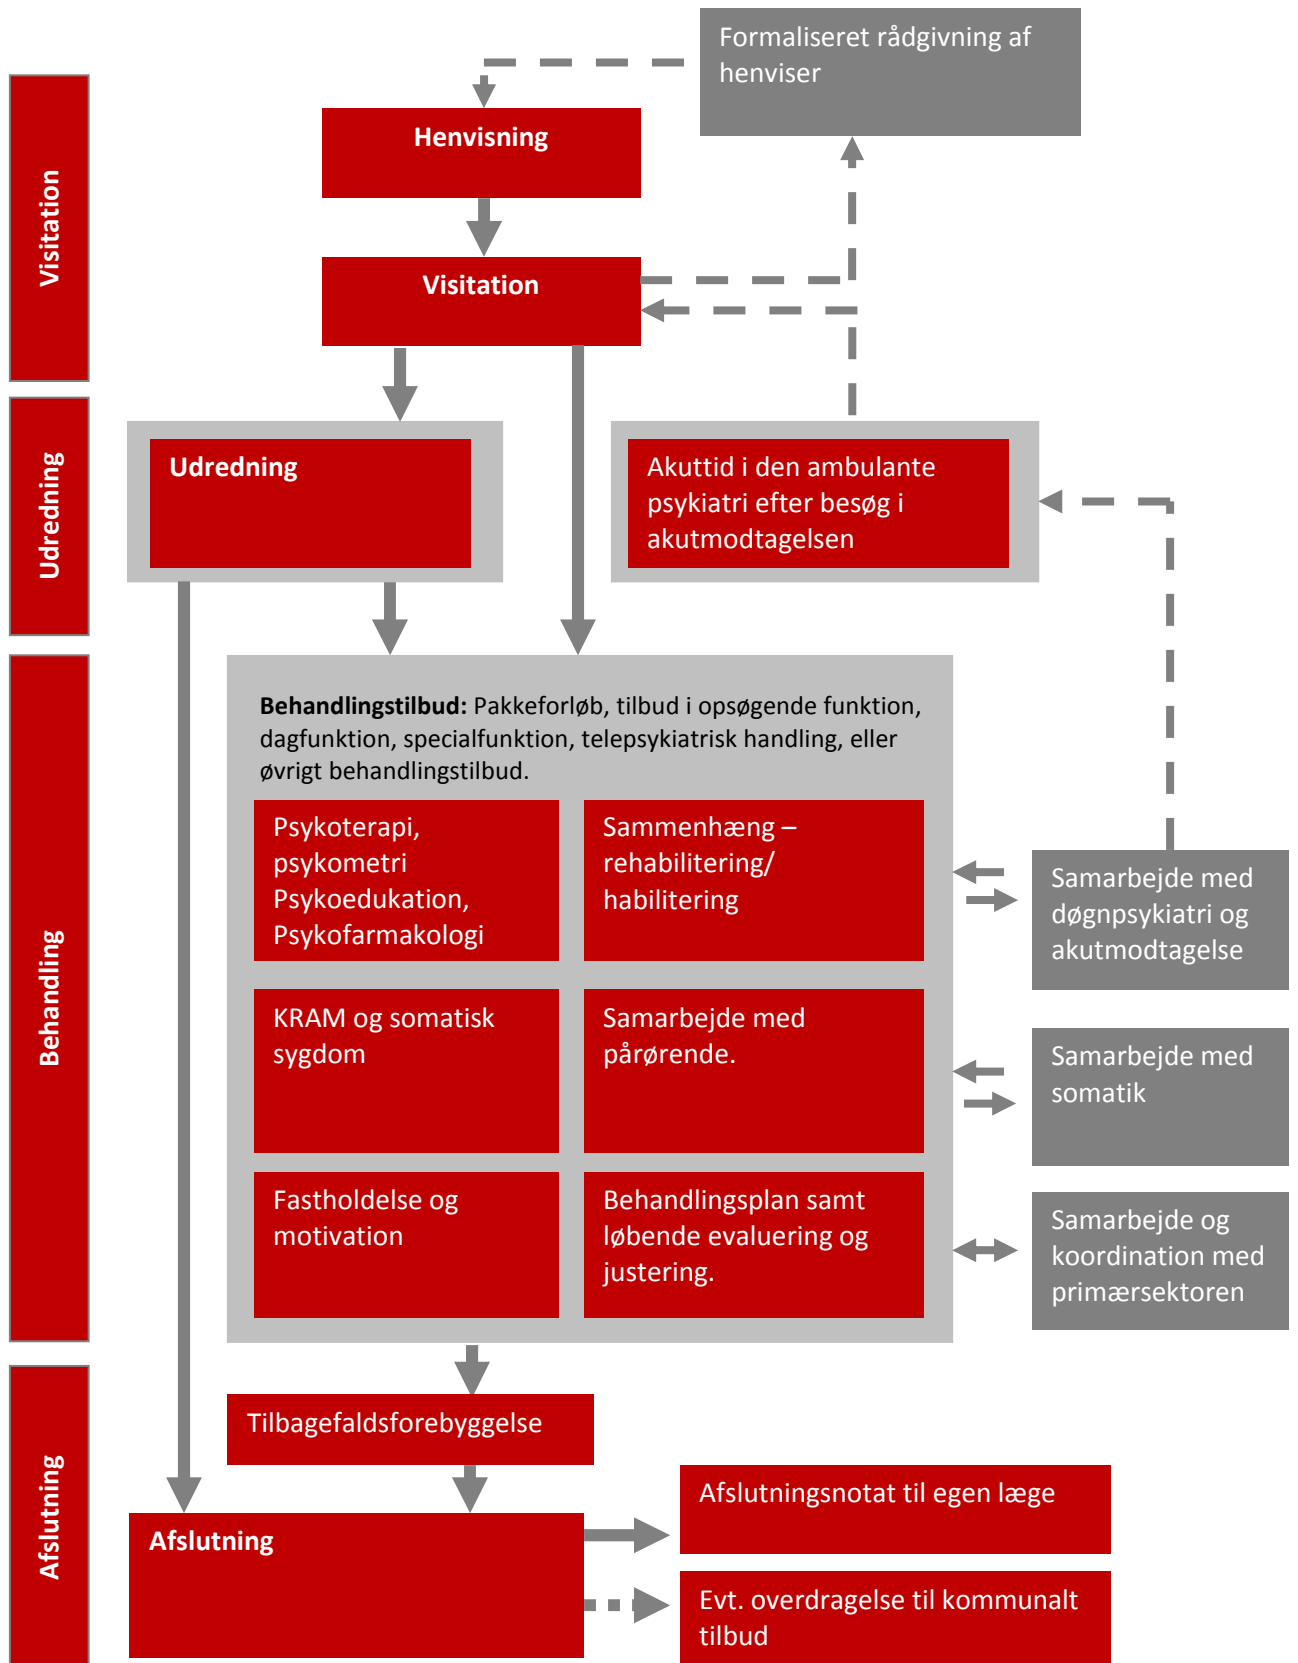 Formaliseret rådgivning af
henviser
Visitation
Henvisning
Visitation
Udredning
Udredning
Akuttid i den ambulante
psykiatri efter besøg i
akutmodtagelsen
Behandling
Behandlingstilbud: Pakkeforløb, tilbud i opsøgende funktion,
dagfunktion, specialfunktion, telepsykiatrisk handling, eller
øvrigt behandlingstilbud.
Psykoterapi,
psykometri
Psykoedukation,
Psykofarmakologi
Sammenhæng –
rehabilitering/
habilitering
Samarbejde med
døgnpsykiatri og
akutmodtagelse
KRAM og somatisk
sygdom
Samarbejde med
pårørende.
Samarbejde med
somatik
Fastholdelse og
motivation
Behandlingsplan samt
løbende evaluering og
justering.
Samarbejde og
koordination med
primærsektoren
Afslutning
Tilbagefaldsforebyggelse
Afslutning
Afslutningsnotat til egen læge
Evt. overdragelse til kommunalt
tilbud